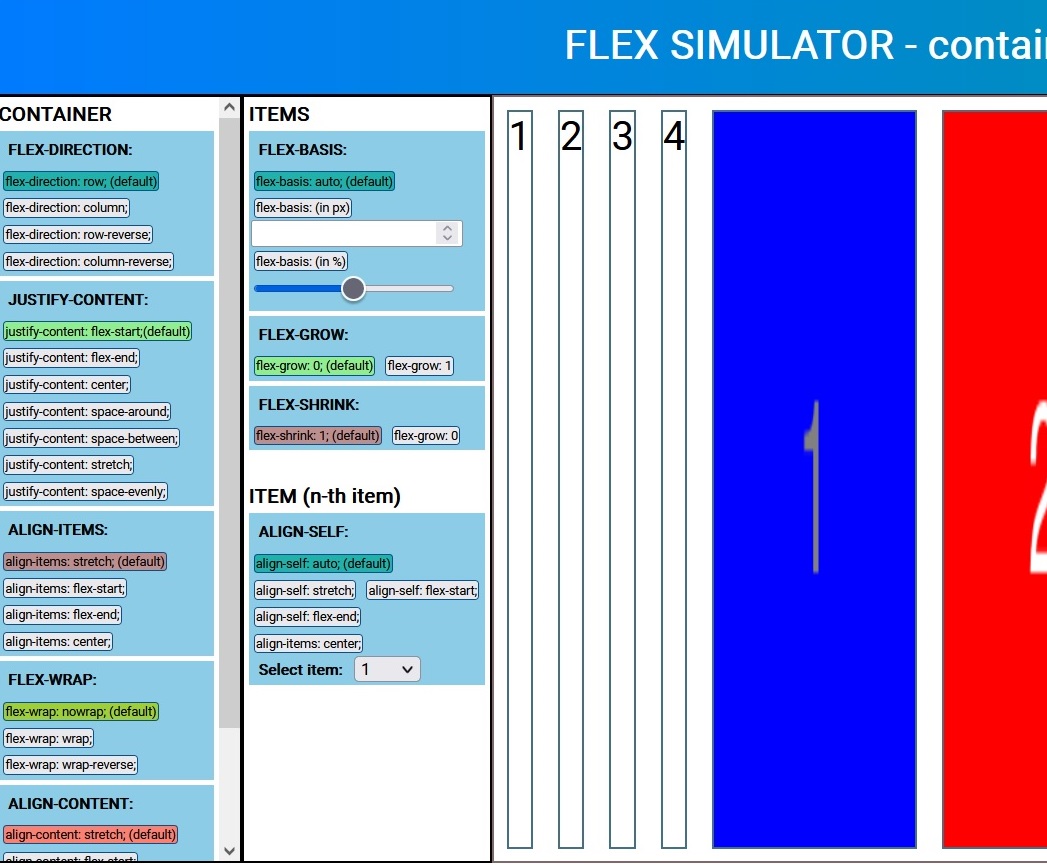 FLEX SIMULATOR - contain
CONTAINER
FLEX-DIRECTION:
flex-direction: row; (default)
flex-direction: column;
flex-direction: row-reverse;
flex-direction: column-reverse;
JUSTIFY-CONTENT:
justify-content: flex-start;(default)
justify-content: flex-end;
justify-content: center;
justify-content: space-around;
justify-content: space-between;
justify-content: stretch;
justify-content: space-evenly;
ALIGN-ITEMS:
align-items: stretch; (default)
align-items: flex-start;
align-items: flex-end;
align-items: center;
FLEX-WRAP:
flex-wrap: nowrap; (default)
flex-wrap: wrap;
flex-wrap: wrap-reverse;
ALIGN-CONTENT:
align-content: stretch; (default)
align-content: flex-start;
ITEMS
FLEX-BASIS:
flex-basis: auto; (default)
flex-basis: (in px)
flex-basis: (in %)
FLEX-GROW:
flex-grow: 0; (default) flex-grow: 1
FLEX-SHRINK:
flex-shrink: 1; (default) flex-grow: 0
ITEM (n-th item)
ALIGN-SELF:
align-self: auto; (default)
align-self: stretch; align-self: flex-start;
align-self: flex-end;
align-items: center;
Select item: 1
1 2 3 4
1 2